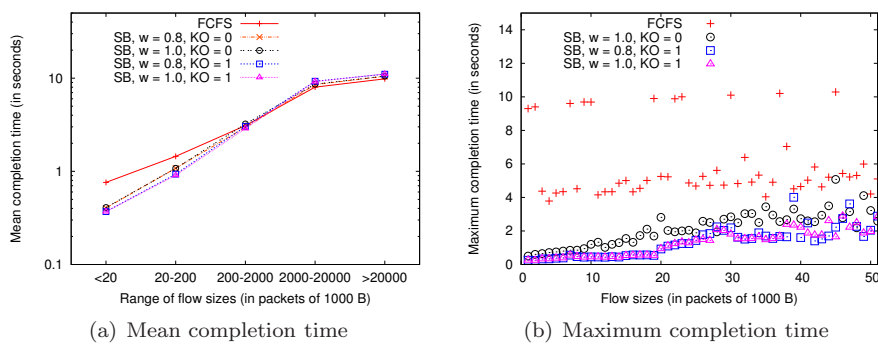 Mean completion time (in seconds)
10
1
0.1
FCFS
SB, w = 0.8, KO = 0
SB, w = 1.0, KO = 0
SB, w = 0.8, KO = 1
SB, w = 1.0, KO = 1
<20 20-200 200-2000 2000-20000 >20000
Range of flow sizes (in packets of 1000 B)
(a) Mean completion time
Maximum completion time (in seconds)
14
12
10
8
6
4
2
0
FCFS
SB, w = 1.0, KO = 0
SB, w = 0.8, KO = 1
SB, w = 1.0, KO = 1
0 10 20 30 40 50
Flow sizes (in packets of 1000 B)
(b) Maximum completion time